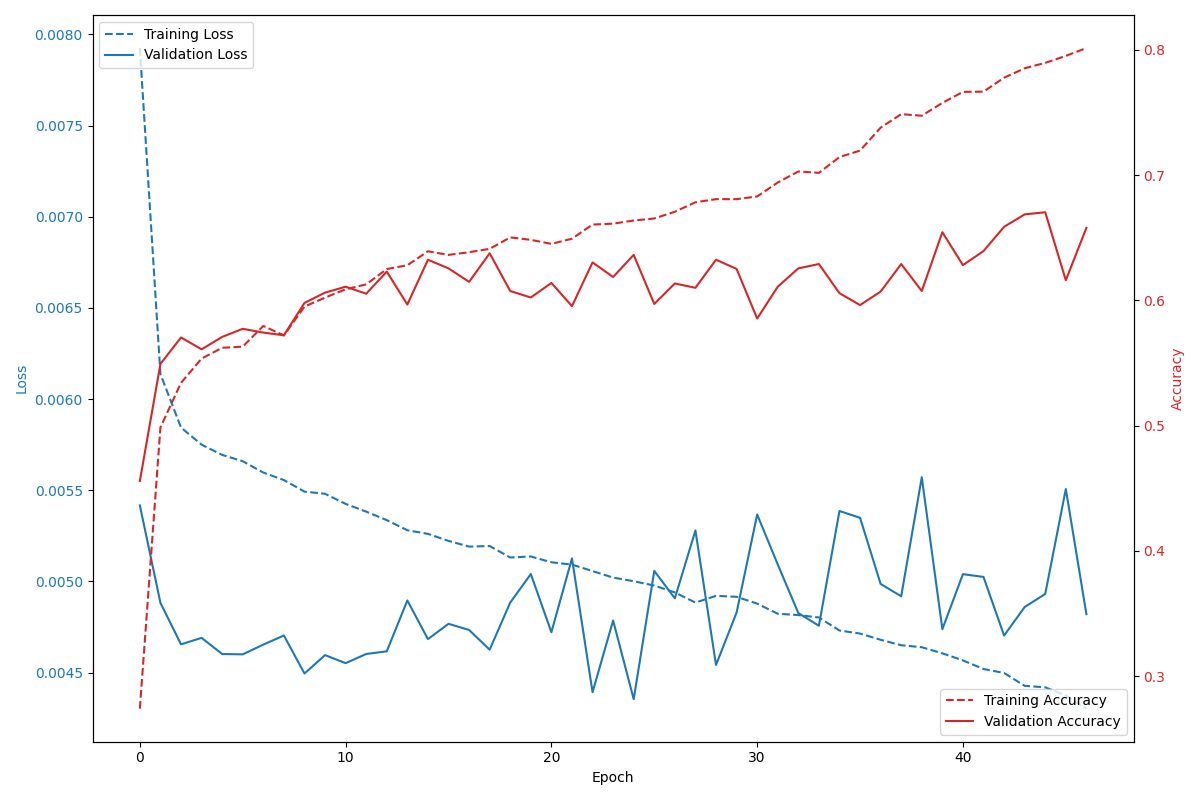 Training Loss
Validation Loss
0.0080
0.0075
0.0070
0.0065
0.0060
0.0055
0.0050
0.0045
Loss
0.8
0.7
0.6
0.5
0.4
0.3
Accuracy
Training Accuracy
Validation Accuracy
0 10 20 30 40
Epoch